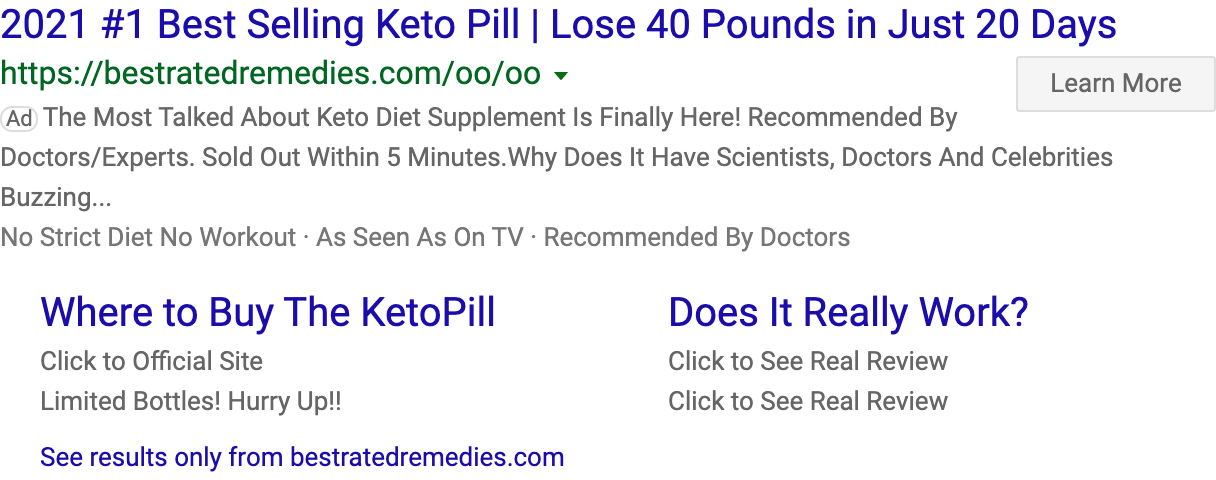 2021 #1 Best Selling Keto Pill | Lose 40 Pounds in Just 20 Days
https://bestratedremedies.com/oo/oo
Learn More
Ad The Most Talked About Keto Diet Supplement Is Finally Here! Recommended By
Doctors/Experts. Sold Out Within 5 Minutes.Why Does It Have Scientists, Doctors And Celebrities
Buzzing...
No Strict Diet No Workout · As Seen As On TV · Recommended By Doctors
Where to Buy The KetoPill
Click to Official Site
Limited Bottles! Hurry Up!!
Does It Really Work?
Click to See Real Review
Click to See Real Review
See results only from bestratedremedies.com